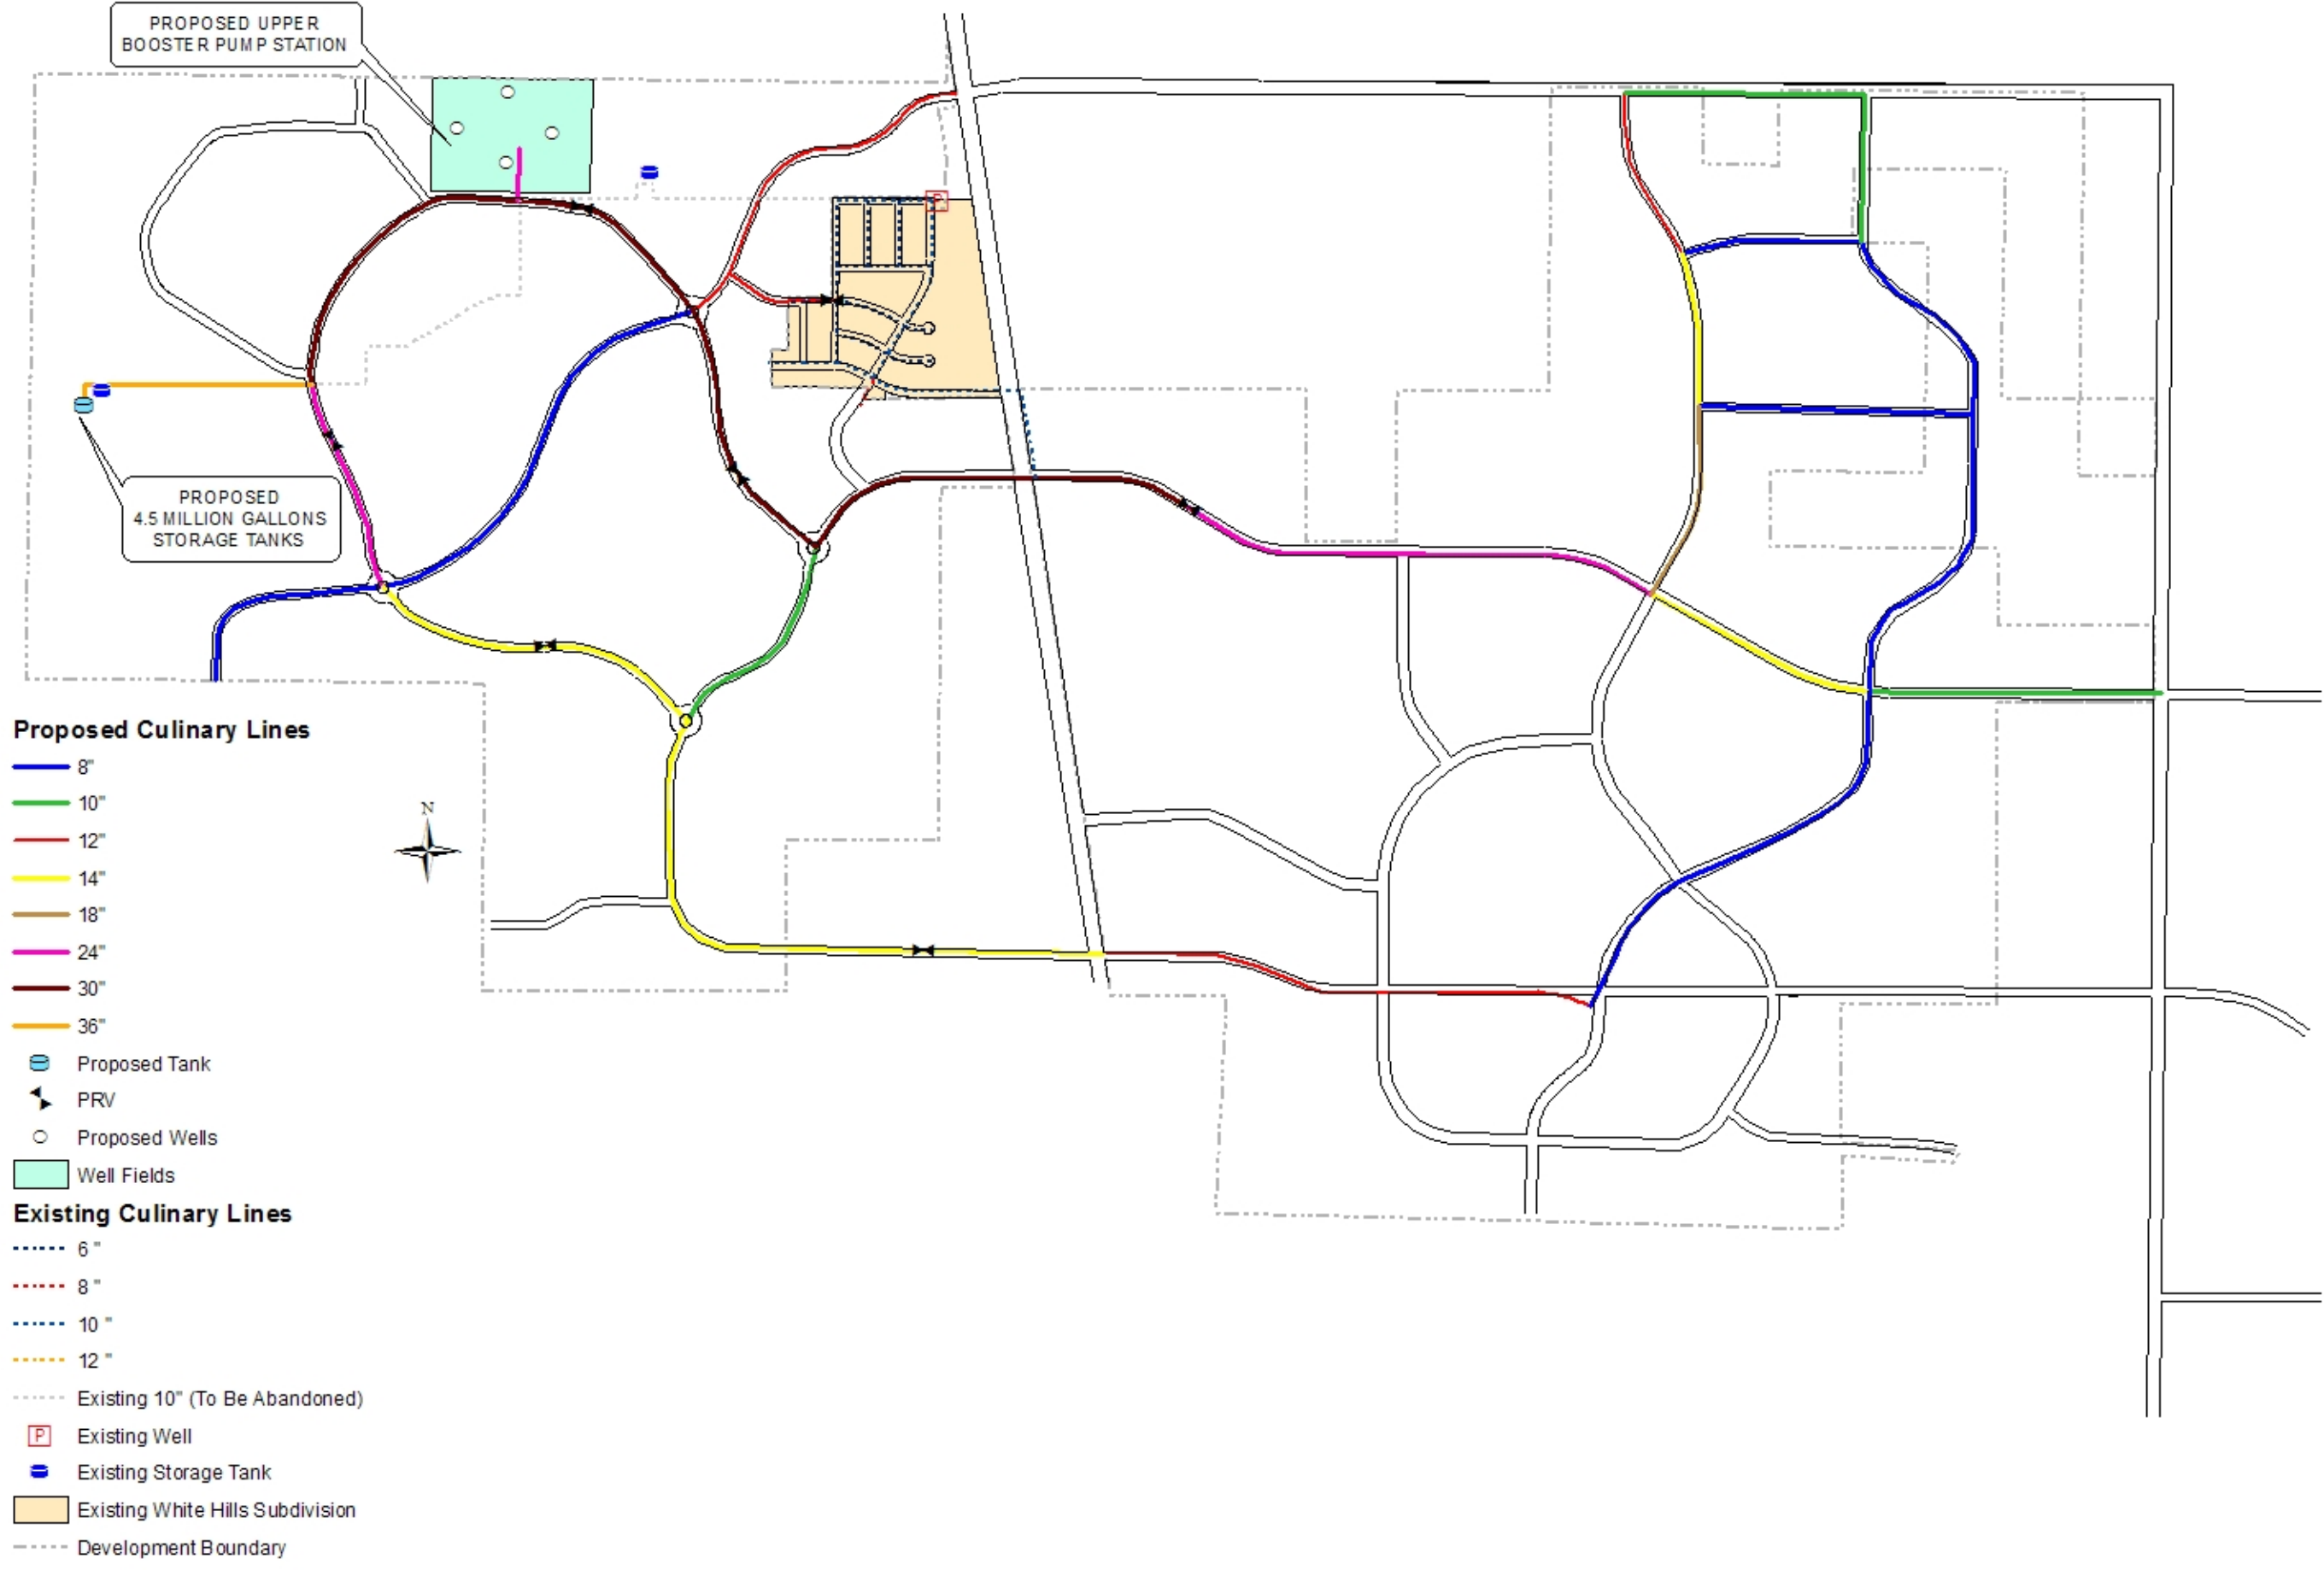 PROPOSED UPPER
BOOSTER PUMP STATION
P
PROPOSED
4.5 MILLION GALLONS
STORAGE TANKS
Proposed Culinary Lines
8"
10"
12"
14"
18"
24"
30"
36"
Proposed Tank
PRV
Proposed Wells
Well Fields
N
Existing Culinary Lines
6 "
8 "
10 "
12 "
Existing 10" (To Be Abandoned)
P Existing Well
Existing Storage Tank
Existing White Hills Subdivision
Development Boundary